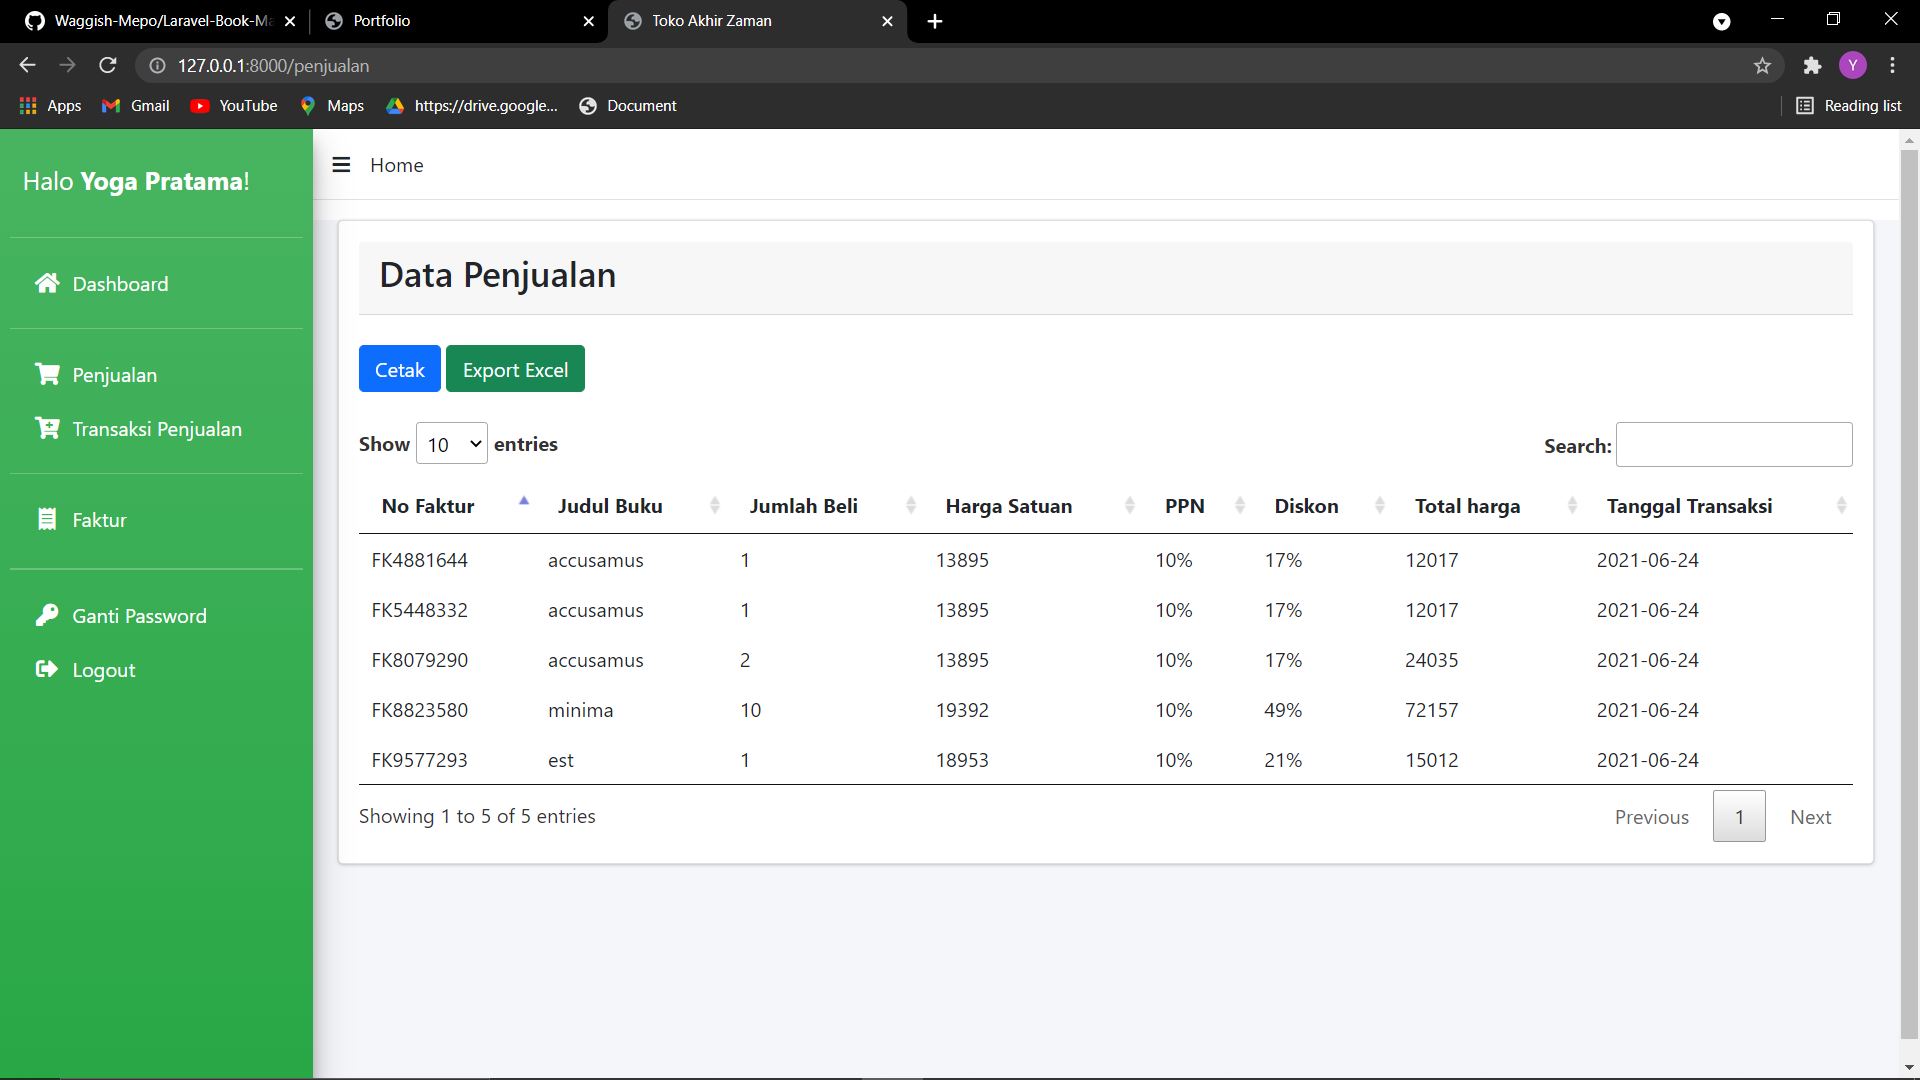 Waggish-Mepo/Laravel-Book-Ma
Portfolio
Toko Akhir Zaman
127.0.0.1:8000/penjualan
Y
Apps
Gmail
YouTube
Maps
https://drive.google...
Document
Reading list
Halo Yoga Pratama!
Dashboard
Penjualan
Transaksi Penjualan
Faktur
Ganti Password
Logout
Home
Data Penjualan
Cetak Export Excel
Show 10 entries
Search:
No Faktur Judul Buku Jumlah Beli Harga Satuan PPN Diskon Total harga Tanggal Transaksi
FK4881644 accusamus 1 13895 10% 17% 12017 2021-06-24
FK5448332 accusamus 1 13895 10% 17% 12017 2021-06-24
FK8079290 accusamus 2 13895 10% 17% 24035 2021-06-24
FK8823580 minima 10 19392 10% 49% 72157 2021-06-24
FK9577293 est 1 18953 10% 21% 15012 2021-06-24
Showing 1 to 5 of 5 entries
Previous 1 Next